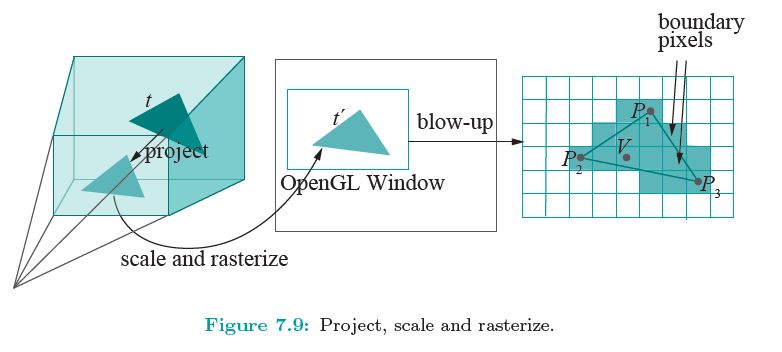 boundary
pixels
t
t´
P1
blow-up
project
V
P2
OpenGL Window
P3
scale and rasterize
Figure 7.9: Project, scale and rasterize.